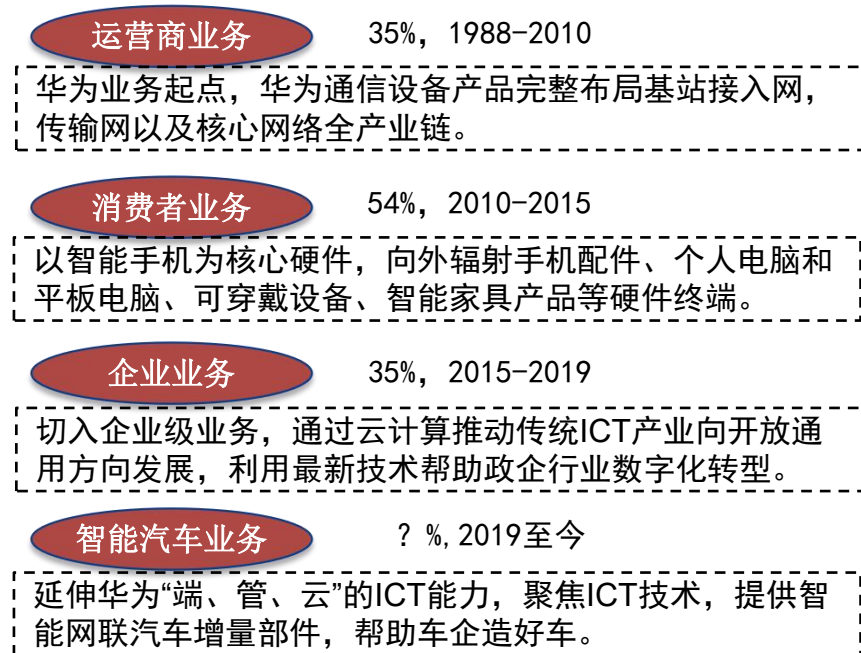 运营商业务 35%，1988-2010
华为业务起点，华为通信设备产品完整布局基站接入网，
传输网以及核心网络全产业链。
消费者业务 54%，2010-2015
以智能手机为核心硬件，向外辐射手机配件、个人电脑和
平板电脑、可穿戴设备、智能家具产品等硬件终端。
企业业务 35%，2015-2019
切入企业级业务，通过云计算推动传统ICT产业向开放通
用方向发展，利用最新技术帮助政企行业数字化转型。
智能汽车业务 ？%,2019至今
延伸华为“端、管、云”的ICT能力，聚焦ICT技术，提供智
能网联汽车增量部件，帮助车企造好车。